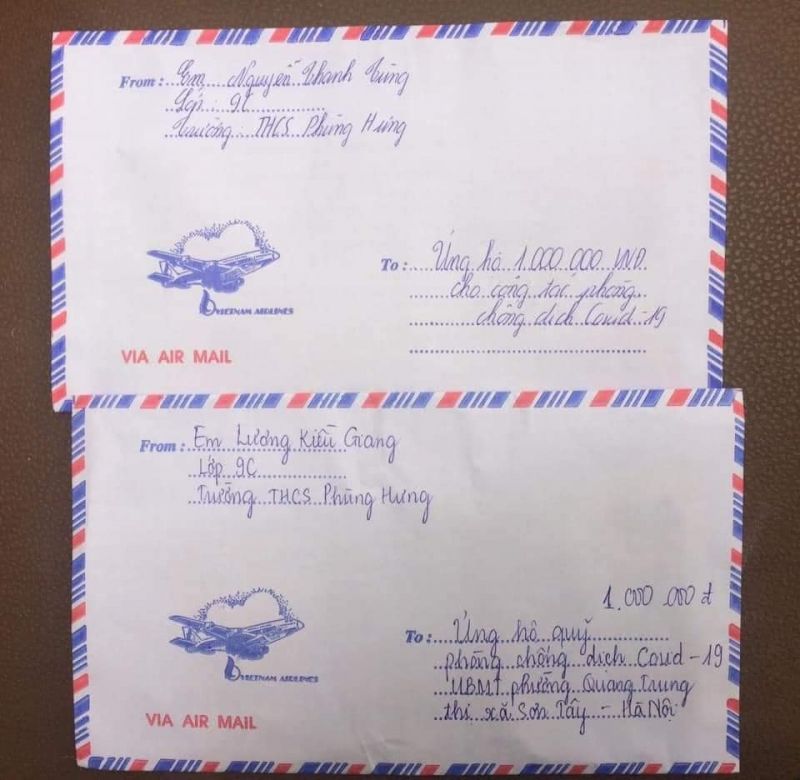 From: Em Nguyễn Thanh Tùng
Lớp: 9C
Trường: THCS Phùng Hưng
To: Ủng hộ 1.000.000 VNĐ
cho công tác phòng
chống dịch Covid-19
VIETNAM AIRLINES
VIA AIR MAIL
From: Em Lương Kiều Giang
Lớp 9C
Trường THCS Phùng Hưng
1.000.000 đ
To: Ủng hộ quỹ
phòng chống dịch Covid-19
UBMT phường Quang Trung
thị xã Sơn Tây - Hà Nội
VIETNAM AIRLINES
VIA AIR MAIL